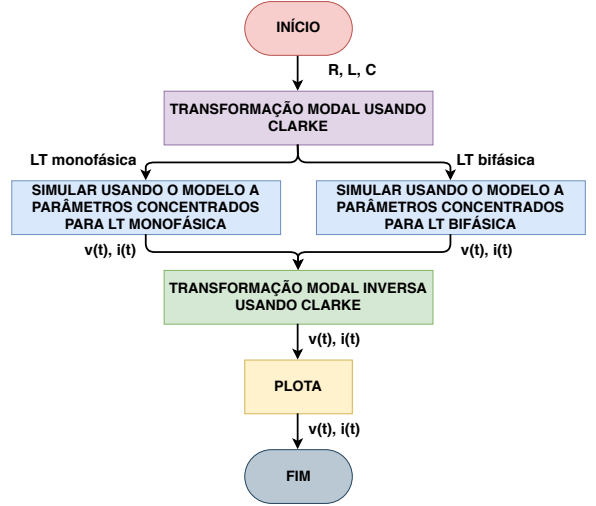 INÍCIO
R, L, C
TRANSFORMAÇÃO MODAL USANDO
CLARKE
LT monofásica
LT bifásica
SIMULAR USANDO O MODELO A
PARÂMETROS CONCENTRADOS
PARA LT MONOFÁSICA
SIMULAR USANDO O MODELO A
PARÂMETROS CONCENTRADOS
PARA LT BIFÁSICA
v(t), i(t)
v(t), i(t)
TRANSFORMAÇÃO MODAL INVERSA
USANDO CLARKE
v(t), i(t)
PLOTA
v(t), i(t)
FIM